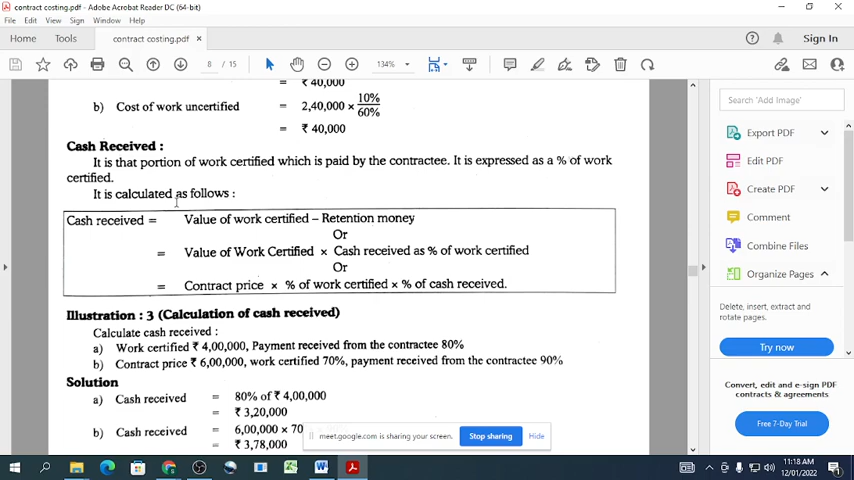 contract costing.pdf - Adobe Acrobat Reader DC (64-bit)
File Edit View Sign Window Help
Home Tools contract costing.pdf × Sign In
8 / 15 134%
= ₹ 40,000
b) Cost of work uncertified = 2,40,000 × 10%/60%
= ₹ 40,000
Cash Received :
It is that portion of work certified which is paid by the contractee. It is expressed as a % of work
certified.
It is calculated as follows :
Cash received = Value of work certified – Retention money
Or
= Value of Work Certified × Cash received as % of work certified
Or
= Contract price × % of work certified × % of cash received.
Illustration : 3 (Calculation of cash received)
Calculate cash received :
a) Work certified ₹ 4,00,000, Payment received from the contractee 80%
b) Contract price ₹ 6,00,000, work certified 70%, payment received from the contractee 90%
Solution
a) Cash received = 80% of ₹ 4,00,000
= ₹ 3,20,000
b) Cash received = 6,00,000 × 70
= ₹ 3,78,000
meet.google.com is sharing your screen. Stop sharing Hide
Search 'Add Image'
Export PDF
Edit PDF
Create PDF
Comment
Combine Files
Organize Pages
Delete, insert, extract and
rotate pages.
Try now
Convert, edit and e-sign PDF
contracts & agreements
Free 7-Day Trial
11:18 AM
12/01/2022